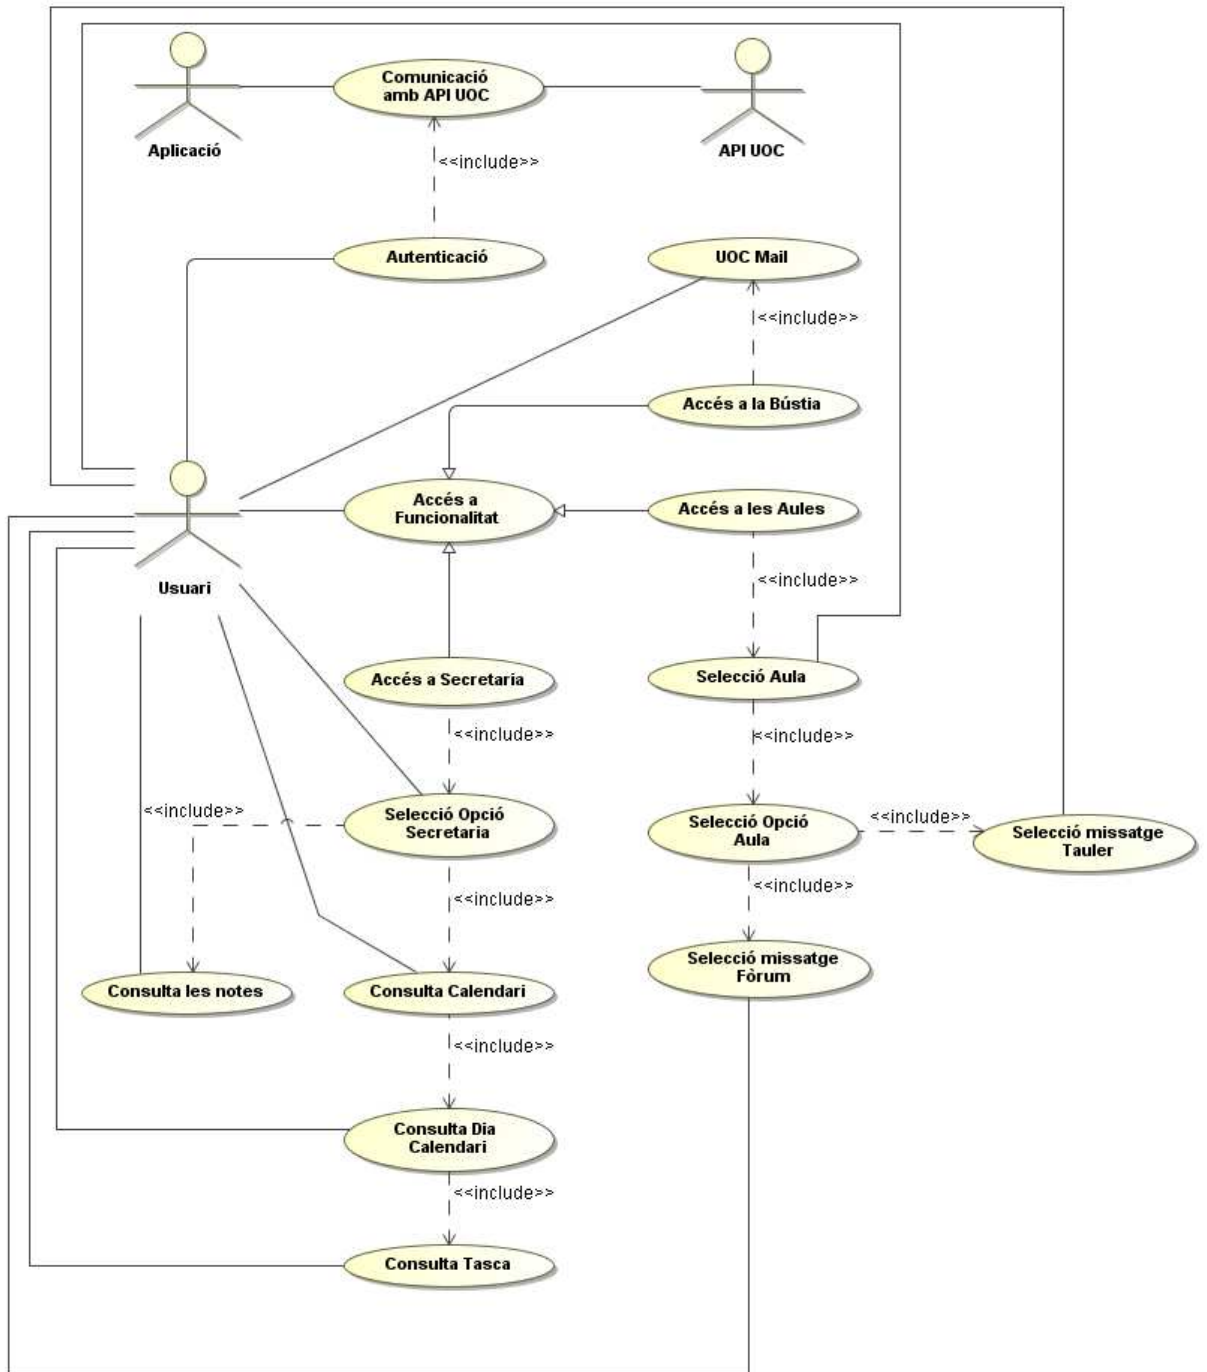 Comunicació
amb API UOC
Aplicació
API UOC
<<include>>
Autenticació
UOC Mail
<<include>>
Accés a la Bústia
Accés a
Funcionalitat
Accés a les Aules
<<include>>
Usuari
Accés a Secretaria
Selecció Aula
<<include>>
<<include>>
<<include>>
Selecció Opció
Secretaria
Selecció Opció
Aula
<<include>>
Selecció missatge
Tauler
<<include>>
<<include>>
Selecció missatge
Fòrum
Consulta les notes
Consulta Calendari
<<include>>
Consulta Dia
Calendari
<<include>>
Consulta Tasca